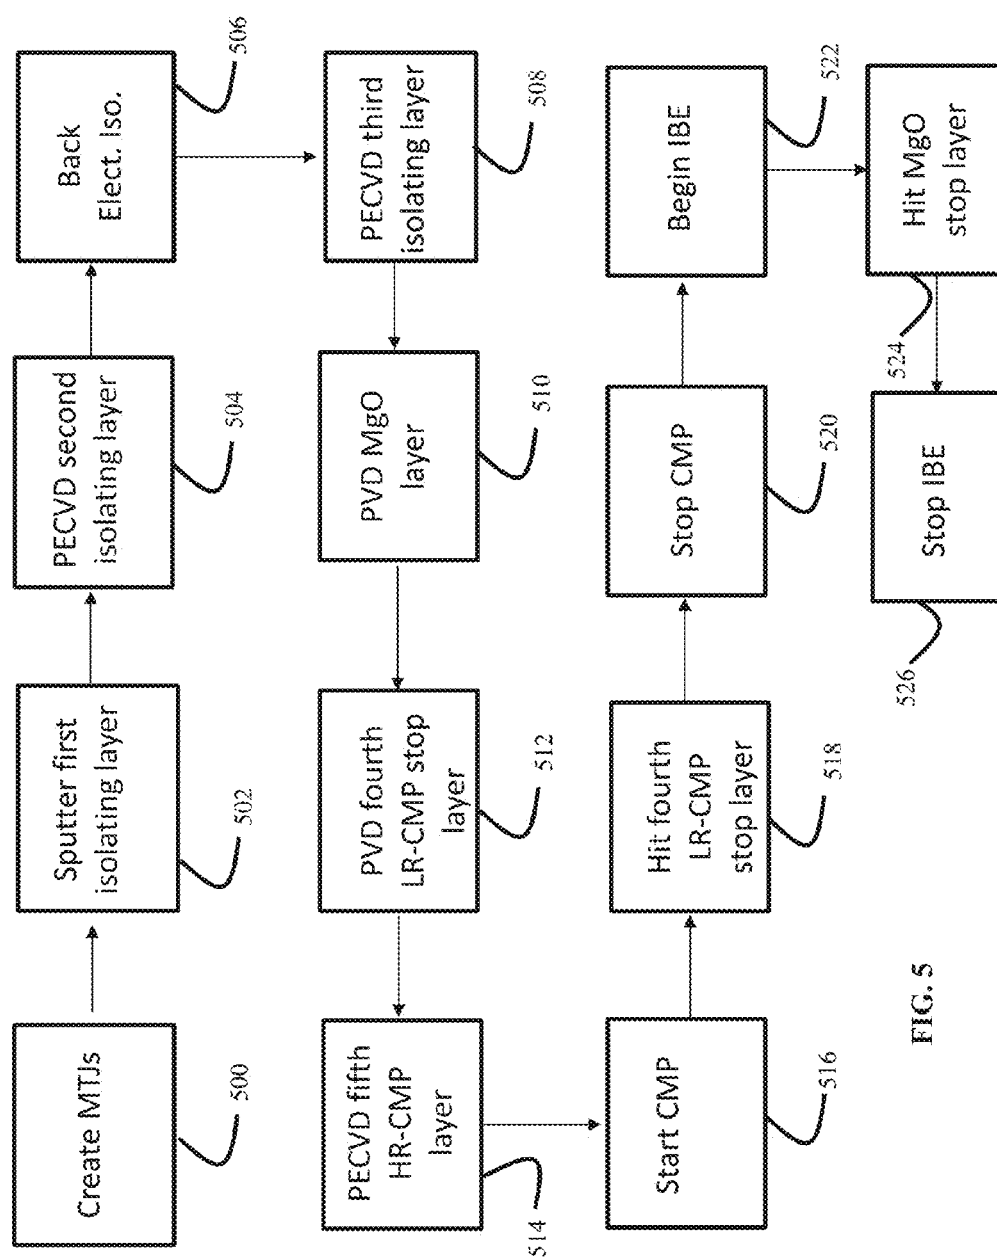 Create MTJs
500
Sputter first
isolating layer
502
PECVD second
isolating layer
504
Back
Elect. Iso.
506
PECVD third
isolating layer
508
PVD MgO
layer
510
PVD fourth
LR-CMP stop
layer
512
PECVD fifth
HR-CMP
layer
514
Start CMP
516
Hit fourth
LR-CMP
stop layer
518
Stop CMP
520
Begin IBE
522
Hit MgO
stop layer
524
Stop IBE
526
FIG. 5